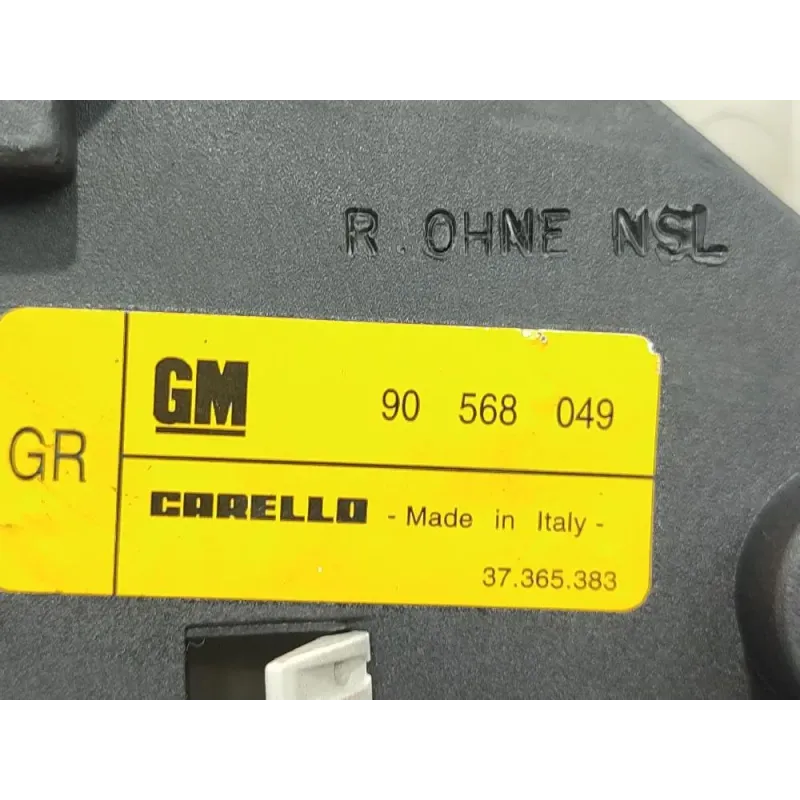 R. OHNE NSL
GR
GM 90 568 049
CARELLO - Made in Italy -
37.365.383